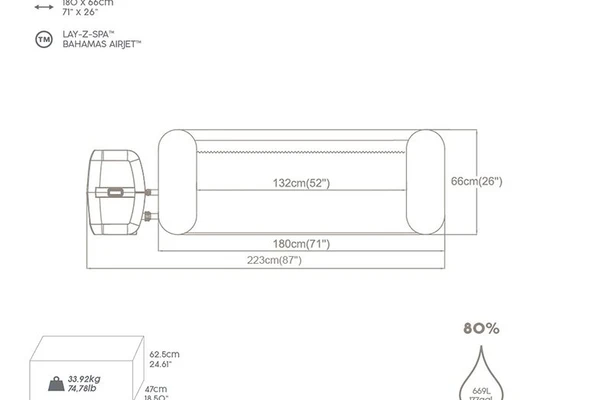 180 x 66cm
71" x 26"
TM
LAY-Z-SPA™
BAHAMAS AIRJET™
132cm(52")
66cm(26")
180cm(71")
223cm(87")
80%
62.5cm
24.61"
33.92kg
74,78lb
47cm
18.50"
669L
177gal